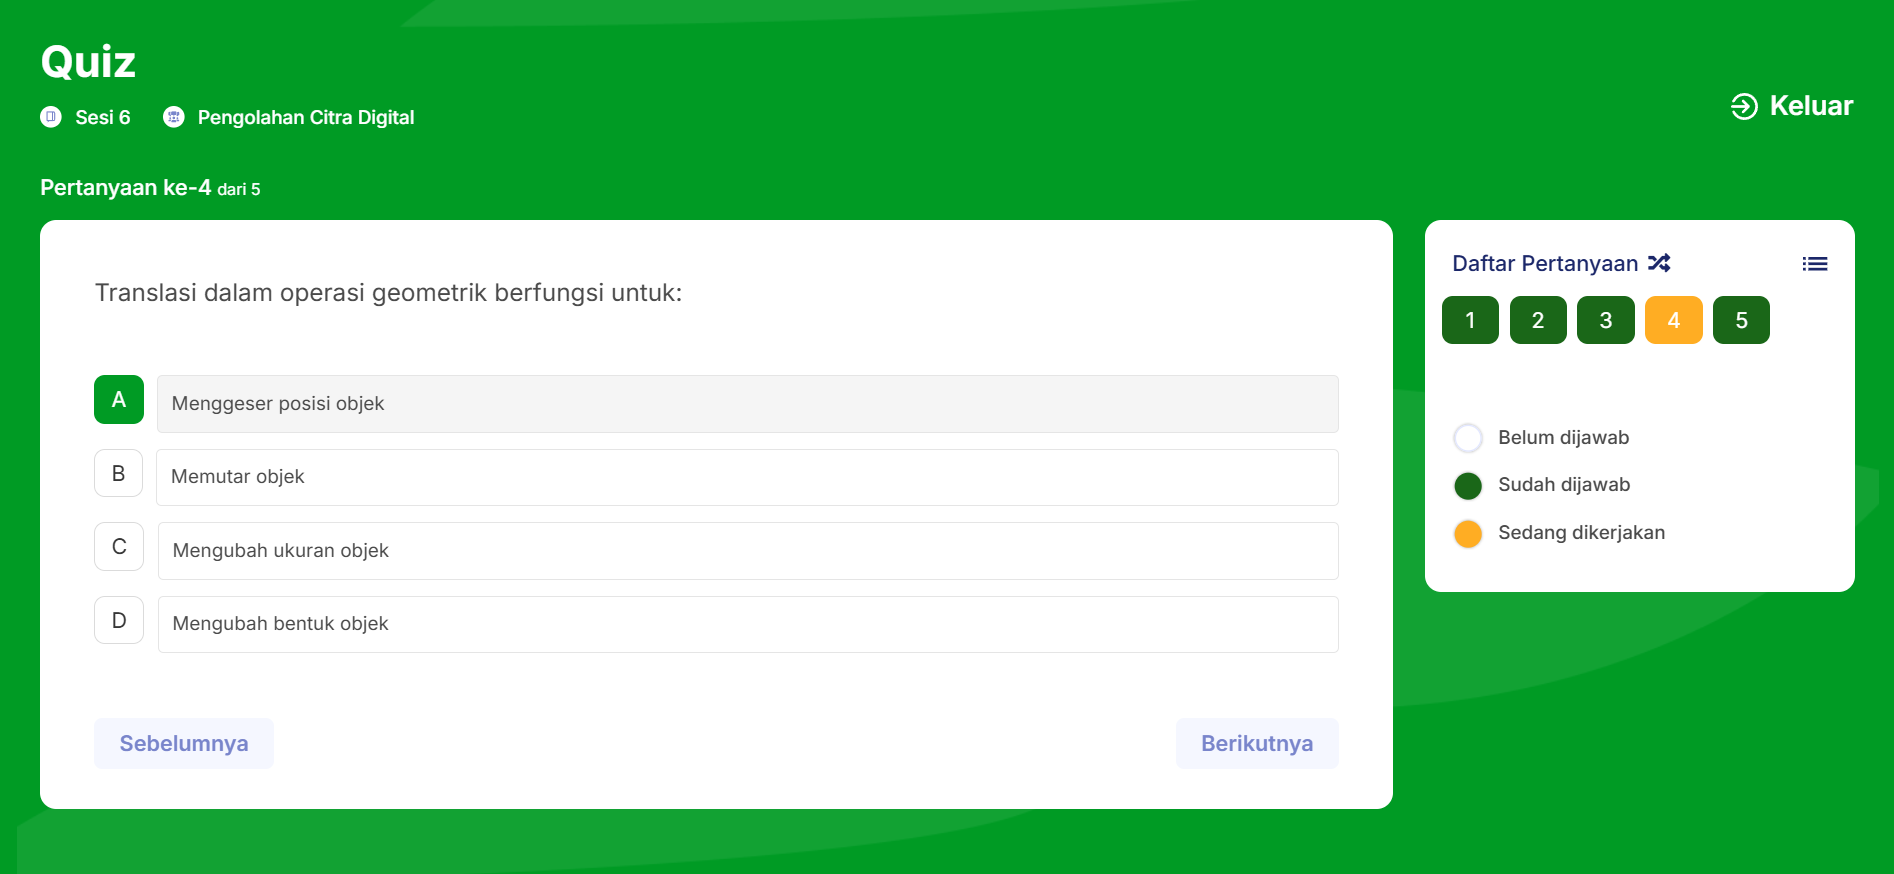 Quiz
Sesi 6 Pengolahan Citra Digital
Keluar
Pertanyaan ke-4 dari 5
Translasi dalam operasi geometrik berfungsi untuk:
A Menggeser posisi objek
B Memutar objek
C Mengubah ukuran objek
D Mengubah bentuk objek
Sebelumnya
Berikutnya
Daftar Pertanyaan
1 2 3 4 5
Belum dijawab
Sudah dijawab
Sedang dikerjakan